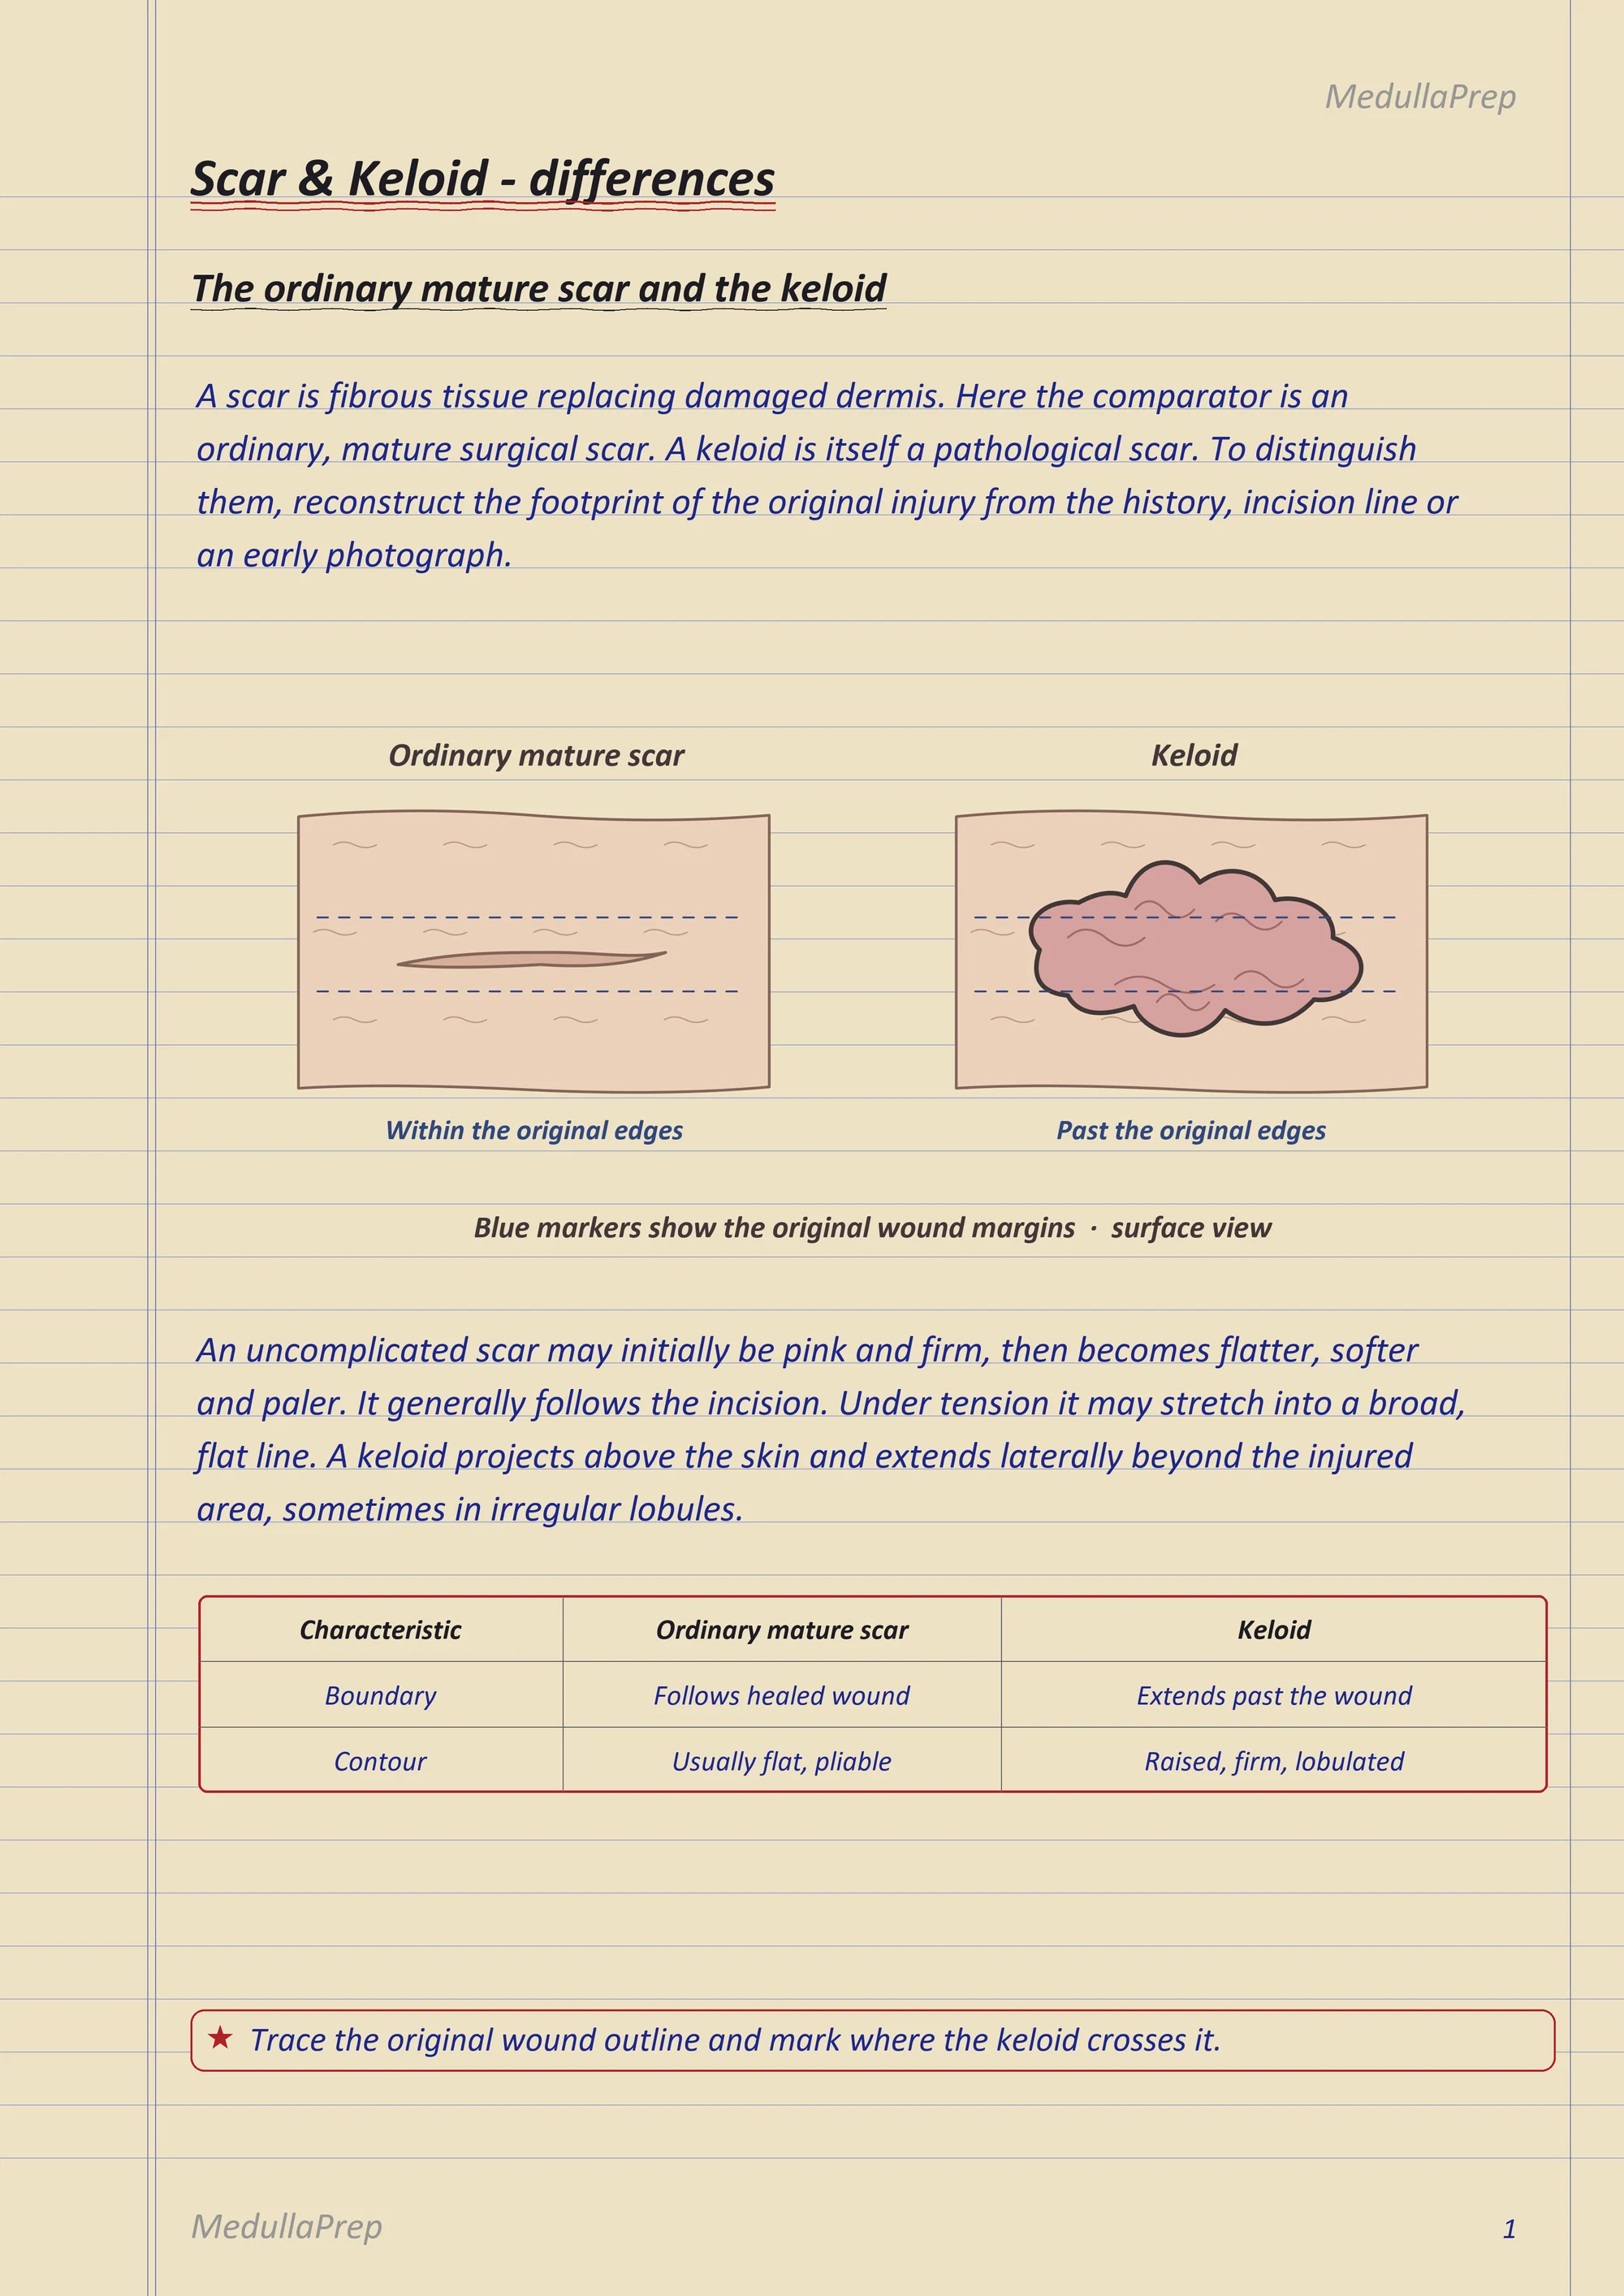 MedullaPrep
Scar & Keloid - differences
The ordinary mature scar and the keloid
A scar is fibrous tissue replacing damaged dermis. Here the comparator is an
ordinary, mature surgical scar. A keloid is itself a pathological scar. To distinguish
them, reconstruct the footprint of the original injury from the history, incision line or
an early photograph.
Ordinary mature scar
Keloid
Within the original edges
Past the original edges
Blue markers show the original wound margins · surface view
An uncomplicated scar may initially be pink and firm, then becomes flatter, softer
and paler. It generally follows the incision. Under tension it may stretch into a broad,
flat line. A keloid projects above the skin and extends laterally beyond the injured
area, sometimes in irregular lobules.
Characteristic Ordinary mature scar Keloid
Boundary Follows healed wound Extends past the wound
Contour Usually flat, pliable Raised, firm, lobulated
★ Trace the original wound outline and mark where the keloid crosses it.
MedullaPrep
1